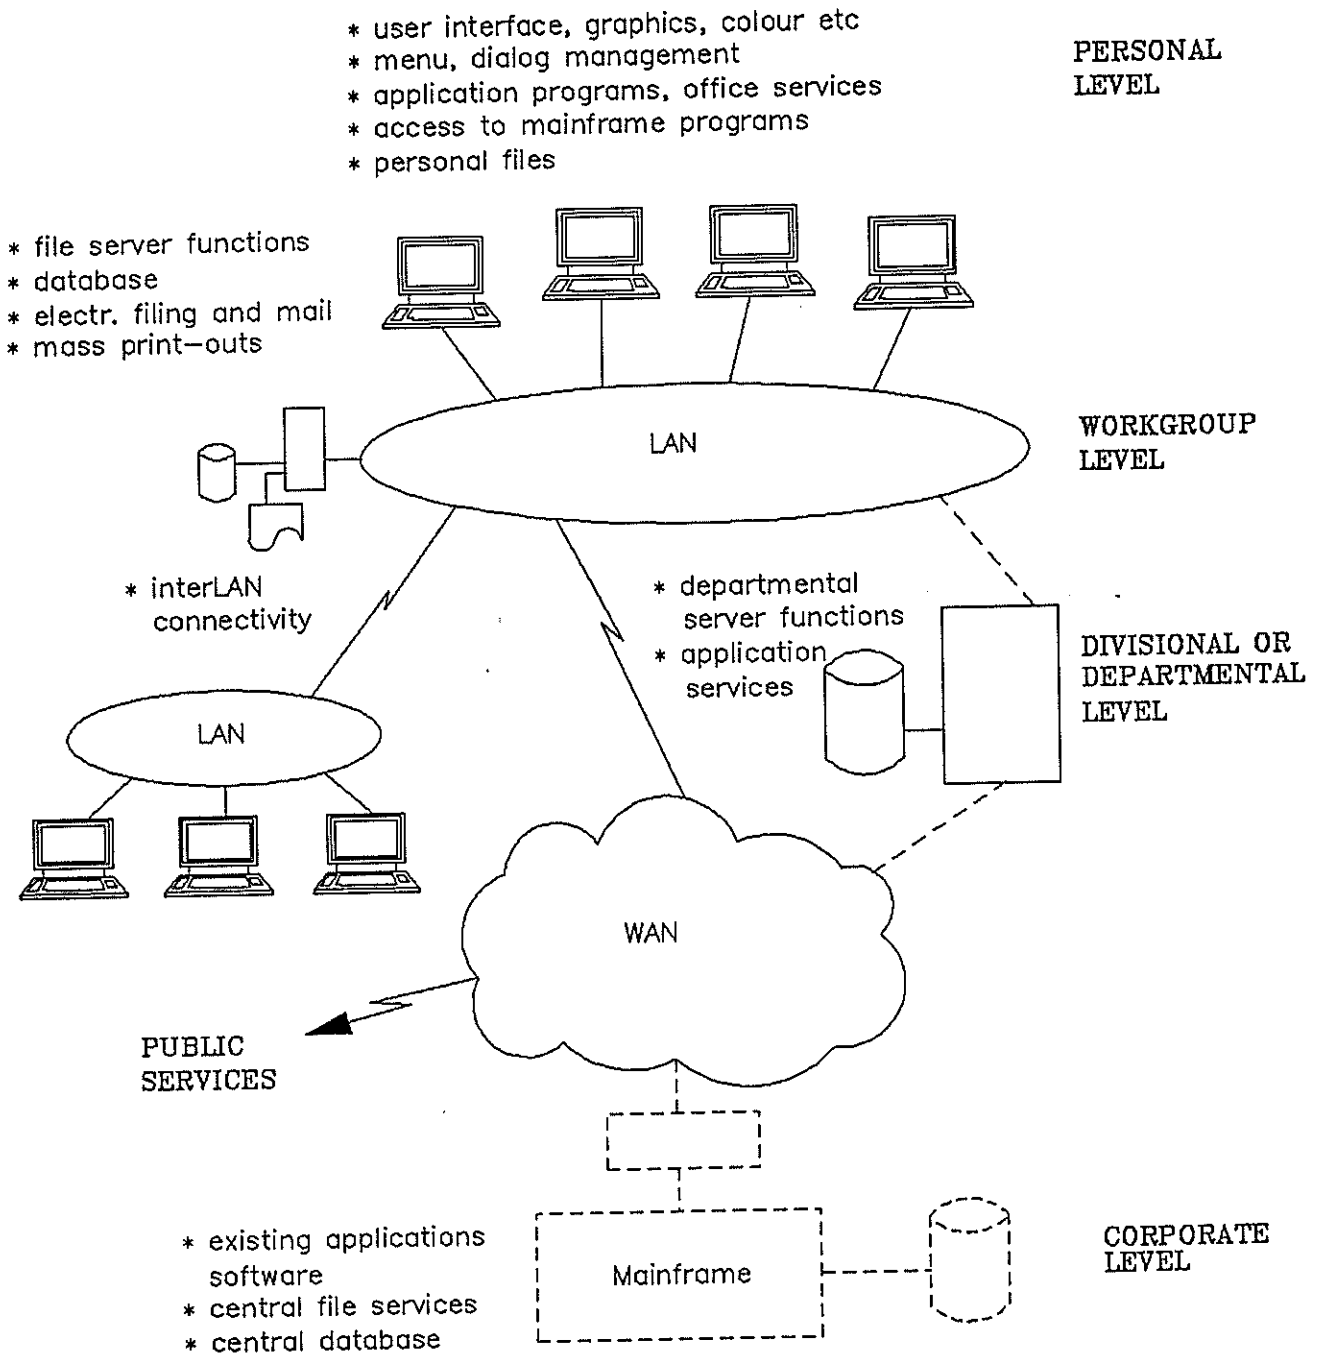 * user interface, graphics, colour etc
* menu, dialog management
* application programs, office services
* access to mainframe programs
* personal files
PERSONAL
LEVEL
* file server functions
* database
* electr. filing and mail
* mass print-outs
LAN
WORKGROUP
LEVEL
* interLAN
connectivity
* departmental
server functions
* application
services
DIVISIONAL OR
DEPARTMENTAL
LEVEL
LAN
WAN
PUBLIC
SERVICES
* existing applications
software
* central file services
* central database
Mainframe
CORPORATE
LEVEL